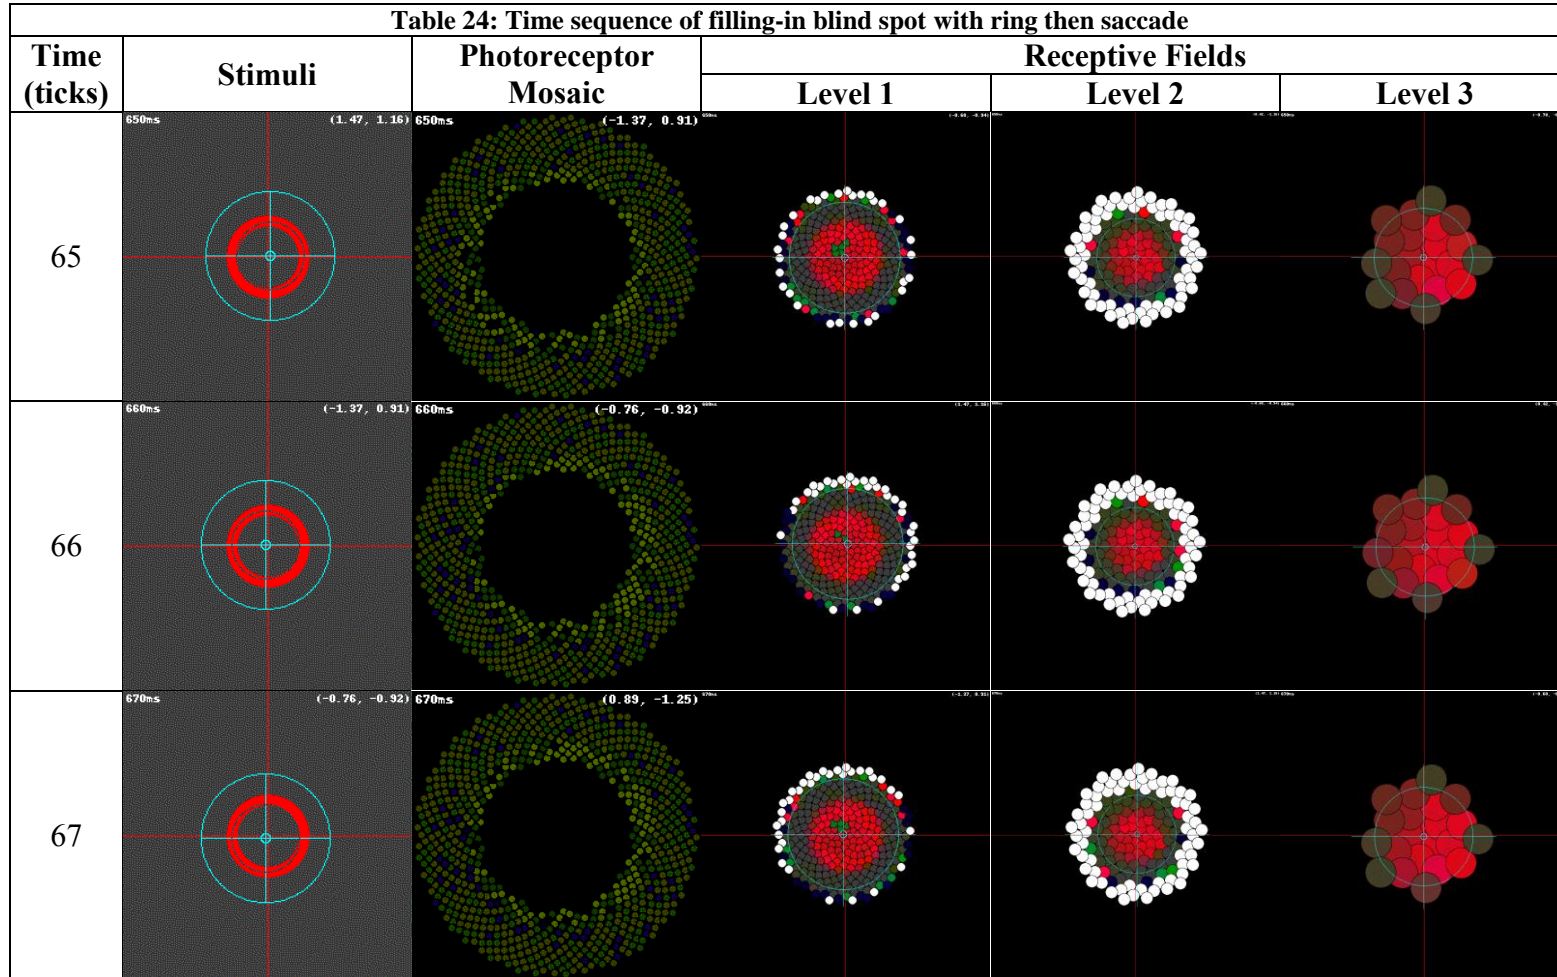 Table 24: Time sequence of filling-in blind spot with ring then saccade
Time (ticks)
Stimuli
Photoreceptor Mosaic
Receptive Fields
Level 1
Level 2
Level 3
65
650ms (1.47, 1.16)
650ms (-1.37, 0.91)
66
660ms (-1.37, 0.91)
660ms (-0.76, -0.92)
67
670ms (-0.76, -0.92)
670ms (0.89, -1.25)